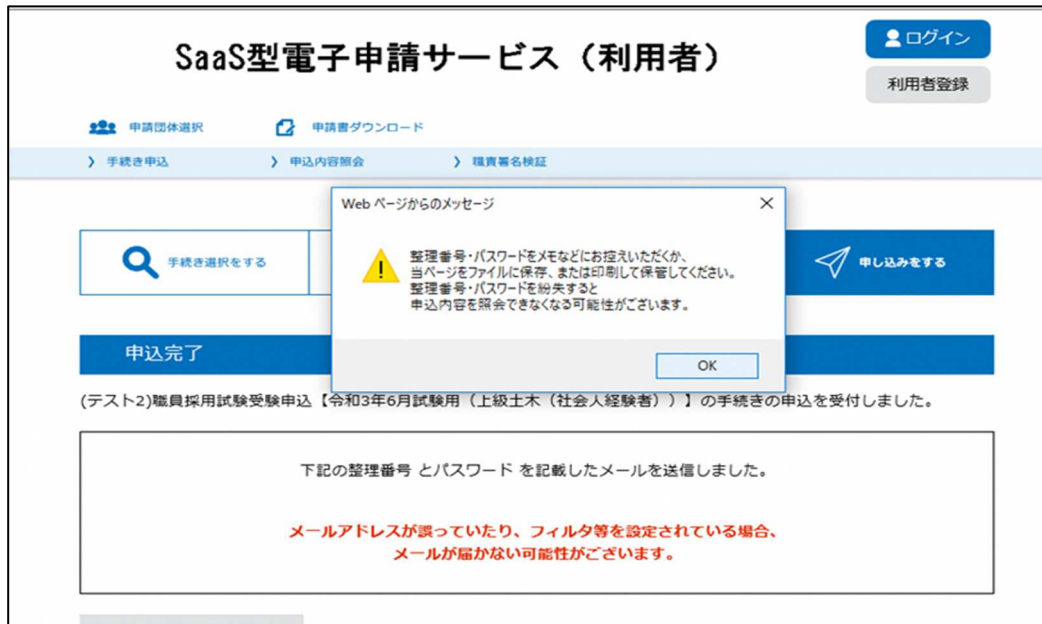 SaaS型電子申請サービス（利用者）
ログイン
利用者登録
申請団体選択
申請書ダウンロード
手続き申込
申込内容照会
職責署名検証
Web ページからのメッセージ
整理番号・パスワードをメモなどにお控えいただくか、
当ページをファイルに保存、または印刷して保管してください。
整理番号・パスワードを紛失すると
申込内容を照会できなくなる可能性がございます。
OK
手続き選択をする
申し込みをする
申込完了
(テスト2)職員採用試験受験申込【令和3年6月試験用（上級土木（社会人経験者））】の手続きの申込を受付しました。
下記の整理番号 とパスワード を記載したメールを送信しました。
メールアドレスが誤っていたり、フィルタ等を設定されている場合、
メールが届かない可能性がございます。